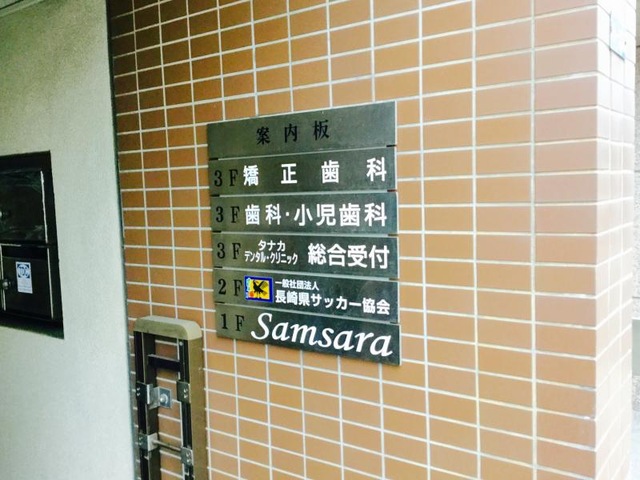 案内板
3F 矯正歯科
3F 歯科・小児歯科
3F タナカ
デンタル・クリニック 総合受付
2F 一般社団法人
長崎県サッカー協会
1F Samsara